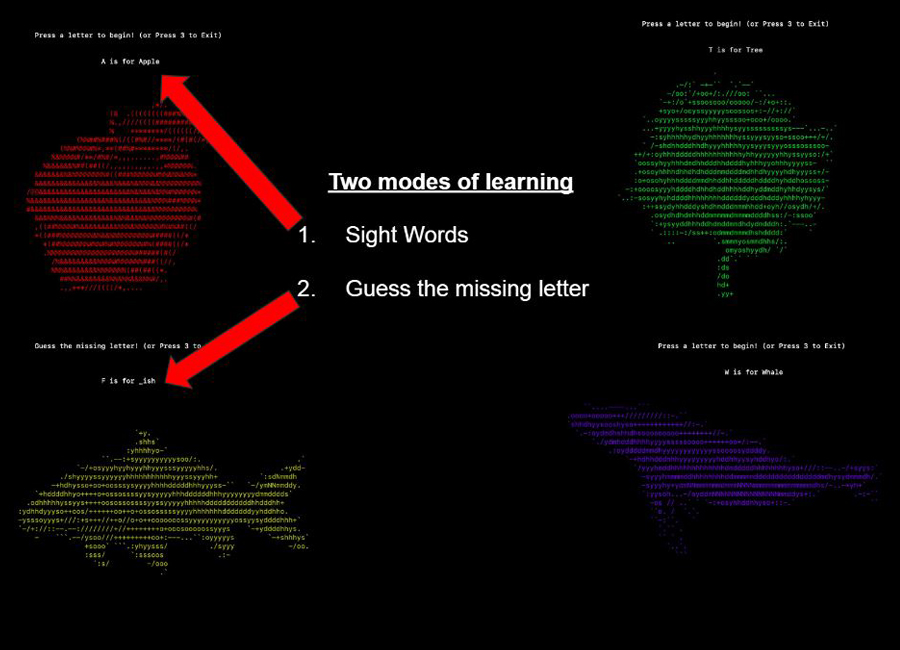 Press a letter to begin! (or Press 3 to Exit)
A is for Apple
Press a letter to begin! (or Press 3 to Exit)
T is for Tree
Two modes of learning
1. Sight Words
2. Guess the missing letter
Guess the missing letter! (or Press 3 to
F is for _ish
Press a letter to begin! (or Press 3 to Exit)
W is for Whale